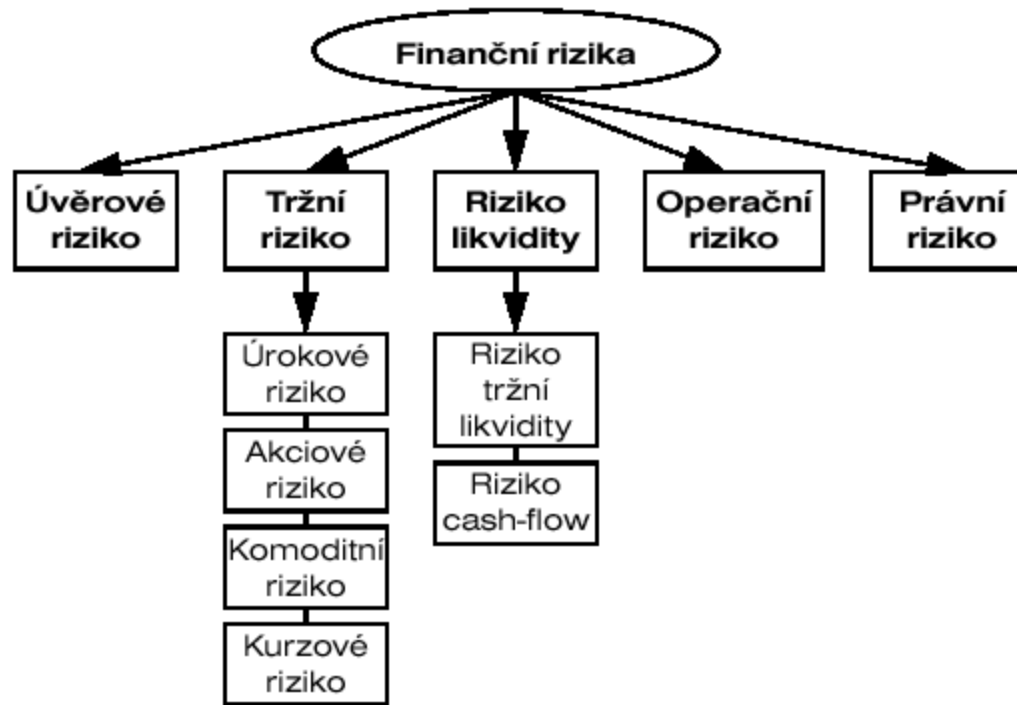 Finanční rizika
Úvěrové
riziko
Tržní
riziko
Riziko
likvidity
Operační
riziko
Právní
riziko
Úrokové
riziko
Akciové
riziko
Komoditní
riziko
Kurzové
riziko
Riziko
tržní
likvidity
Riziko
cash-flow